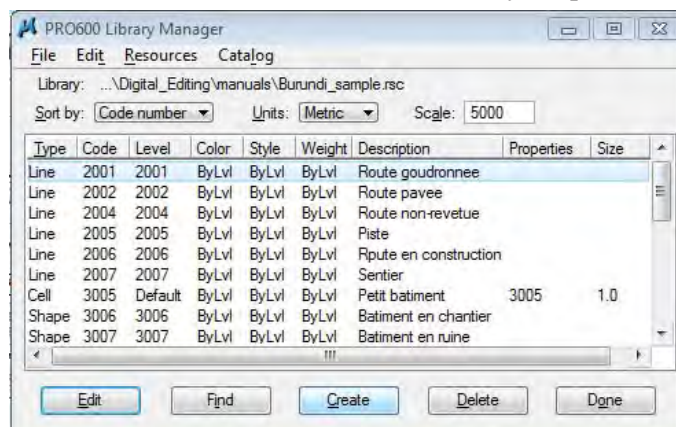 PRO600 Library Manager
File Edit Resources Catalog
Library: ...\Digital_Editing\manuals\Burundi_sample.rsc
Sort by: Code number Units: Metric Scale: 5000
Type Code Level Color Style Weight Description Properties Size
Line 2001 2001 ByLvl ByLvl ByLvl Route goudronnee
Line 2002 2002 ByLvl ByLvl ByLvl Route pavee
Line 2004 2004 ByLvl ByLvl ByLvl Route non-revetue
Line 2005 2005 ByLvl ByLvl ByLvl Piste
Line 2006 2006 ByLvl ByLvl ByLvl Rpute en construction
Line 2007 2007 ByLvl ByLvl ByLvl Sentier
Cell 3005 Default ByLvl ByLvl ByLvl Petit batiment 3005 1.0
Shape 3006 3006 ByLvl ByLvl ByLvl Batiment en chantier
Shape 3007 3007 ByLvl ByLvl ByLvl Batiment en ruine
Edit Find Create Delete Done